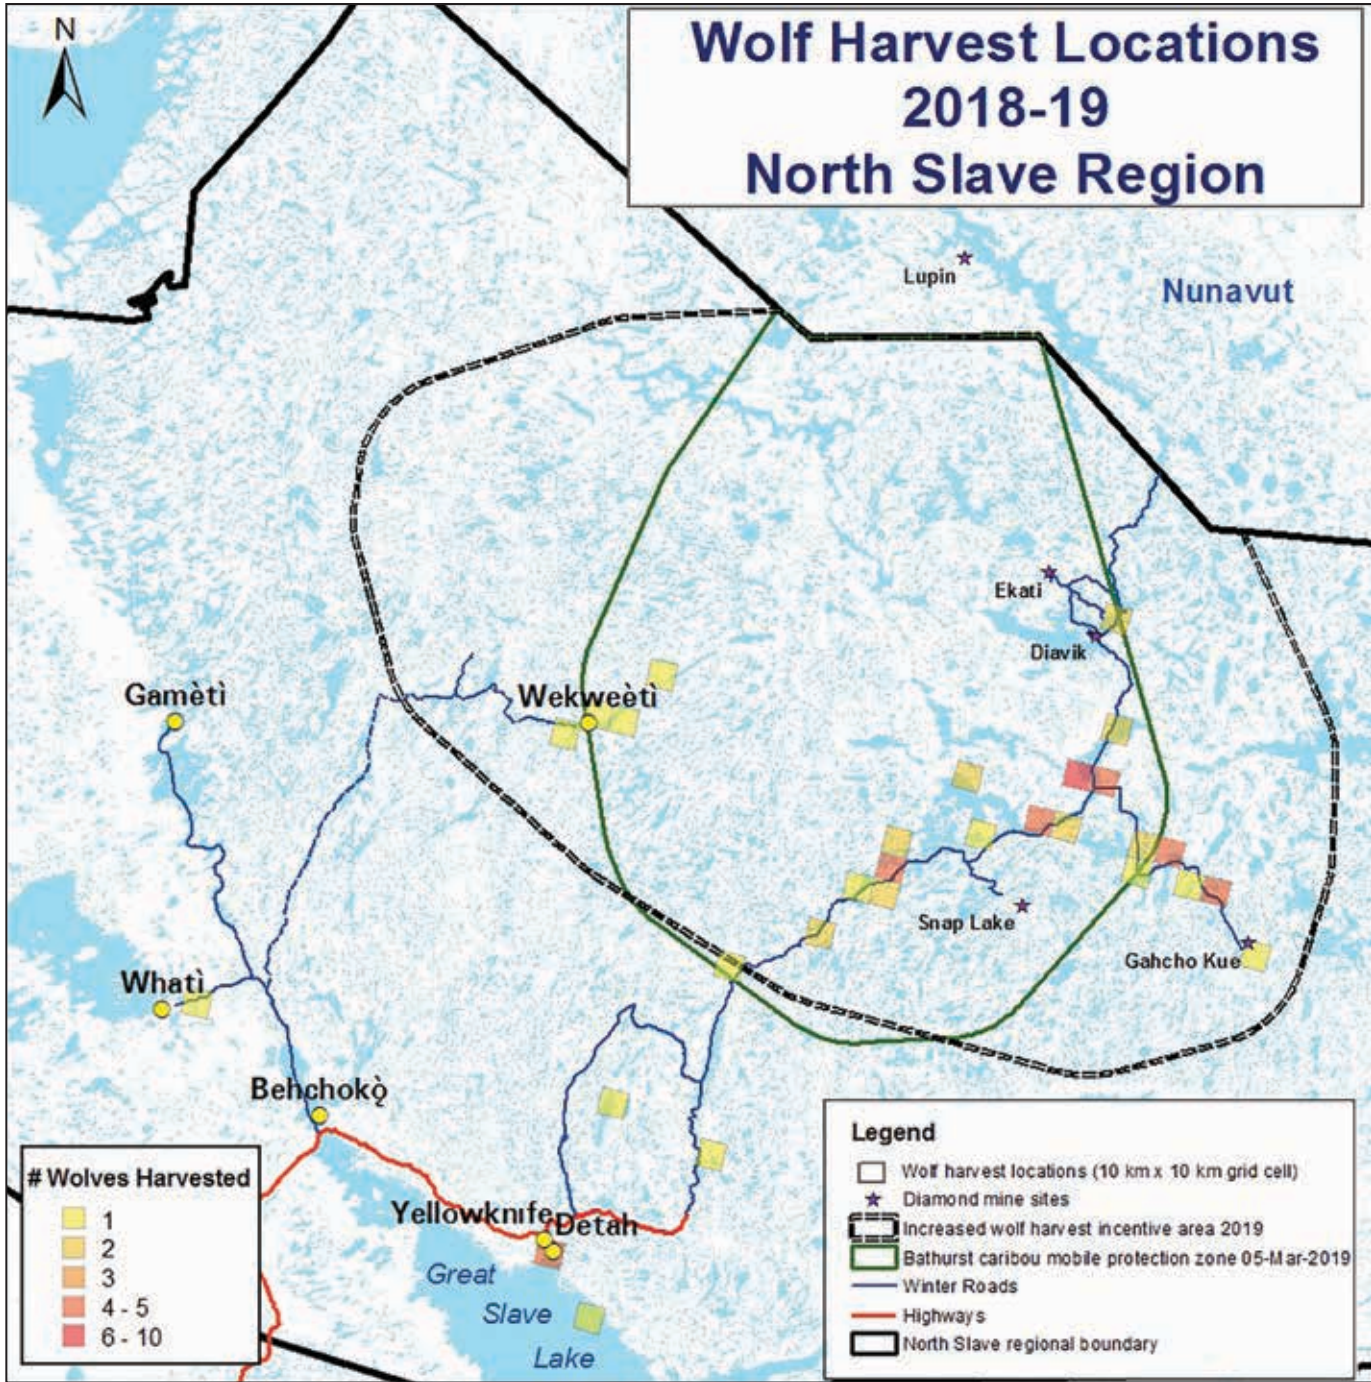 N
Wolf Harvest Locations
2018-19
North Slave Region
Lupin
Nunavut
Ekati
Diavik
Gamètì
Wekweètì
Snap Lake
Gahcho Kue
Whatì
Behchokǫ̀
Yellowknife
Detah
Great
Slave
Lake
# Wolves Harvested
1
2
3
4 - 5
6 - 10
Legend
Wolf harvest locations (10 km x 10 km grid cell)
Diamond mine sites
Increased wolf harvest incentive area 2019
Bathurst caribou mobile protection zone 05-Mar-2019
Winter Roads
Highways
North Slave regional boundary